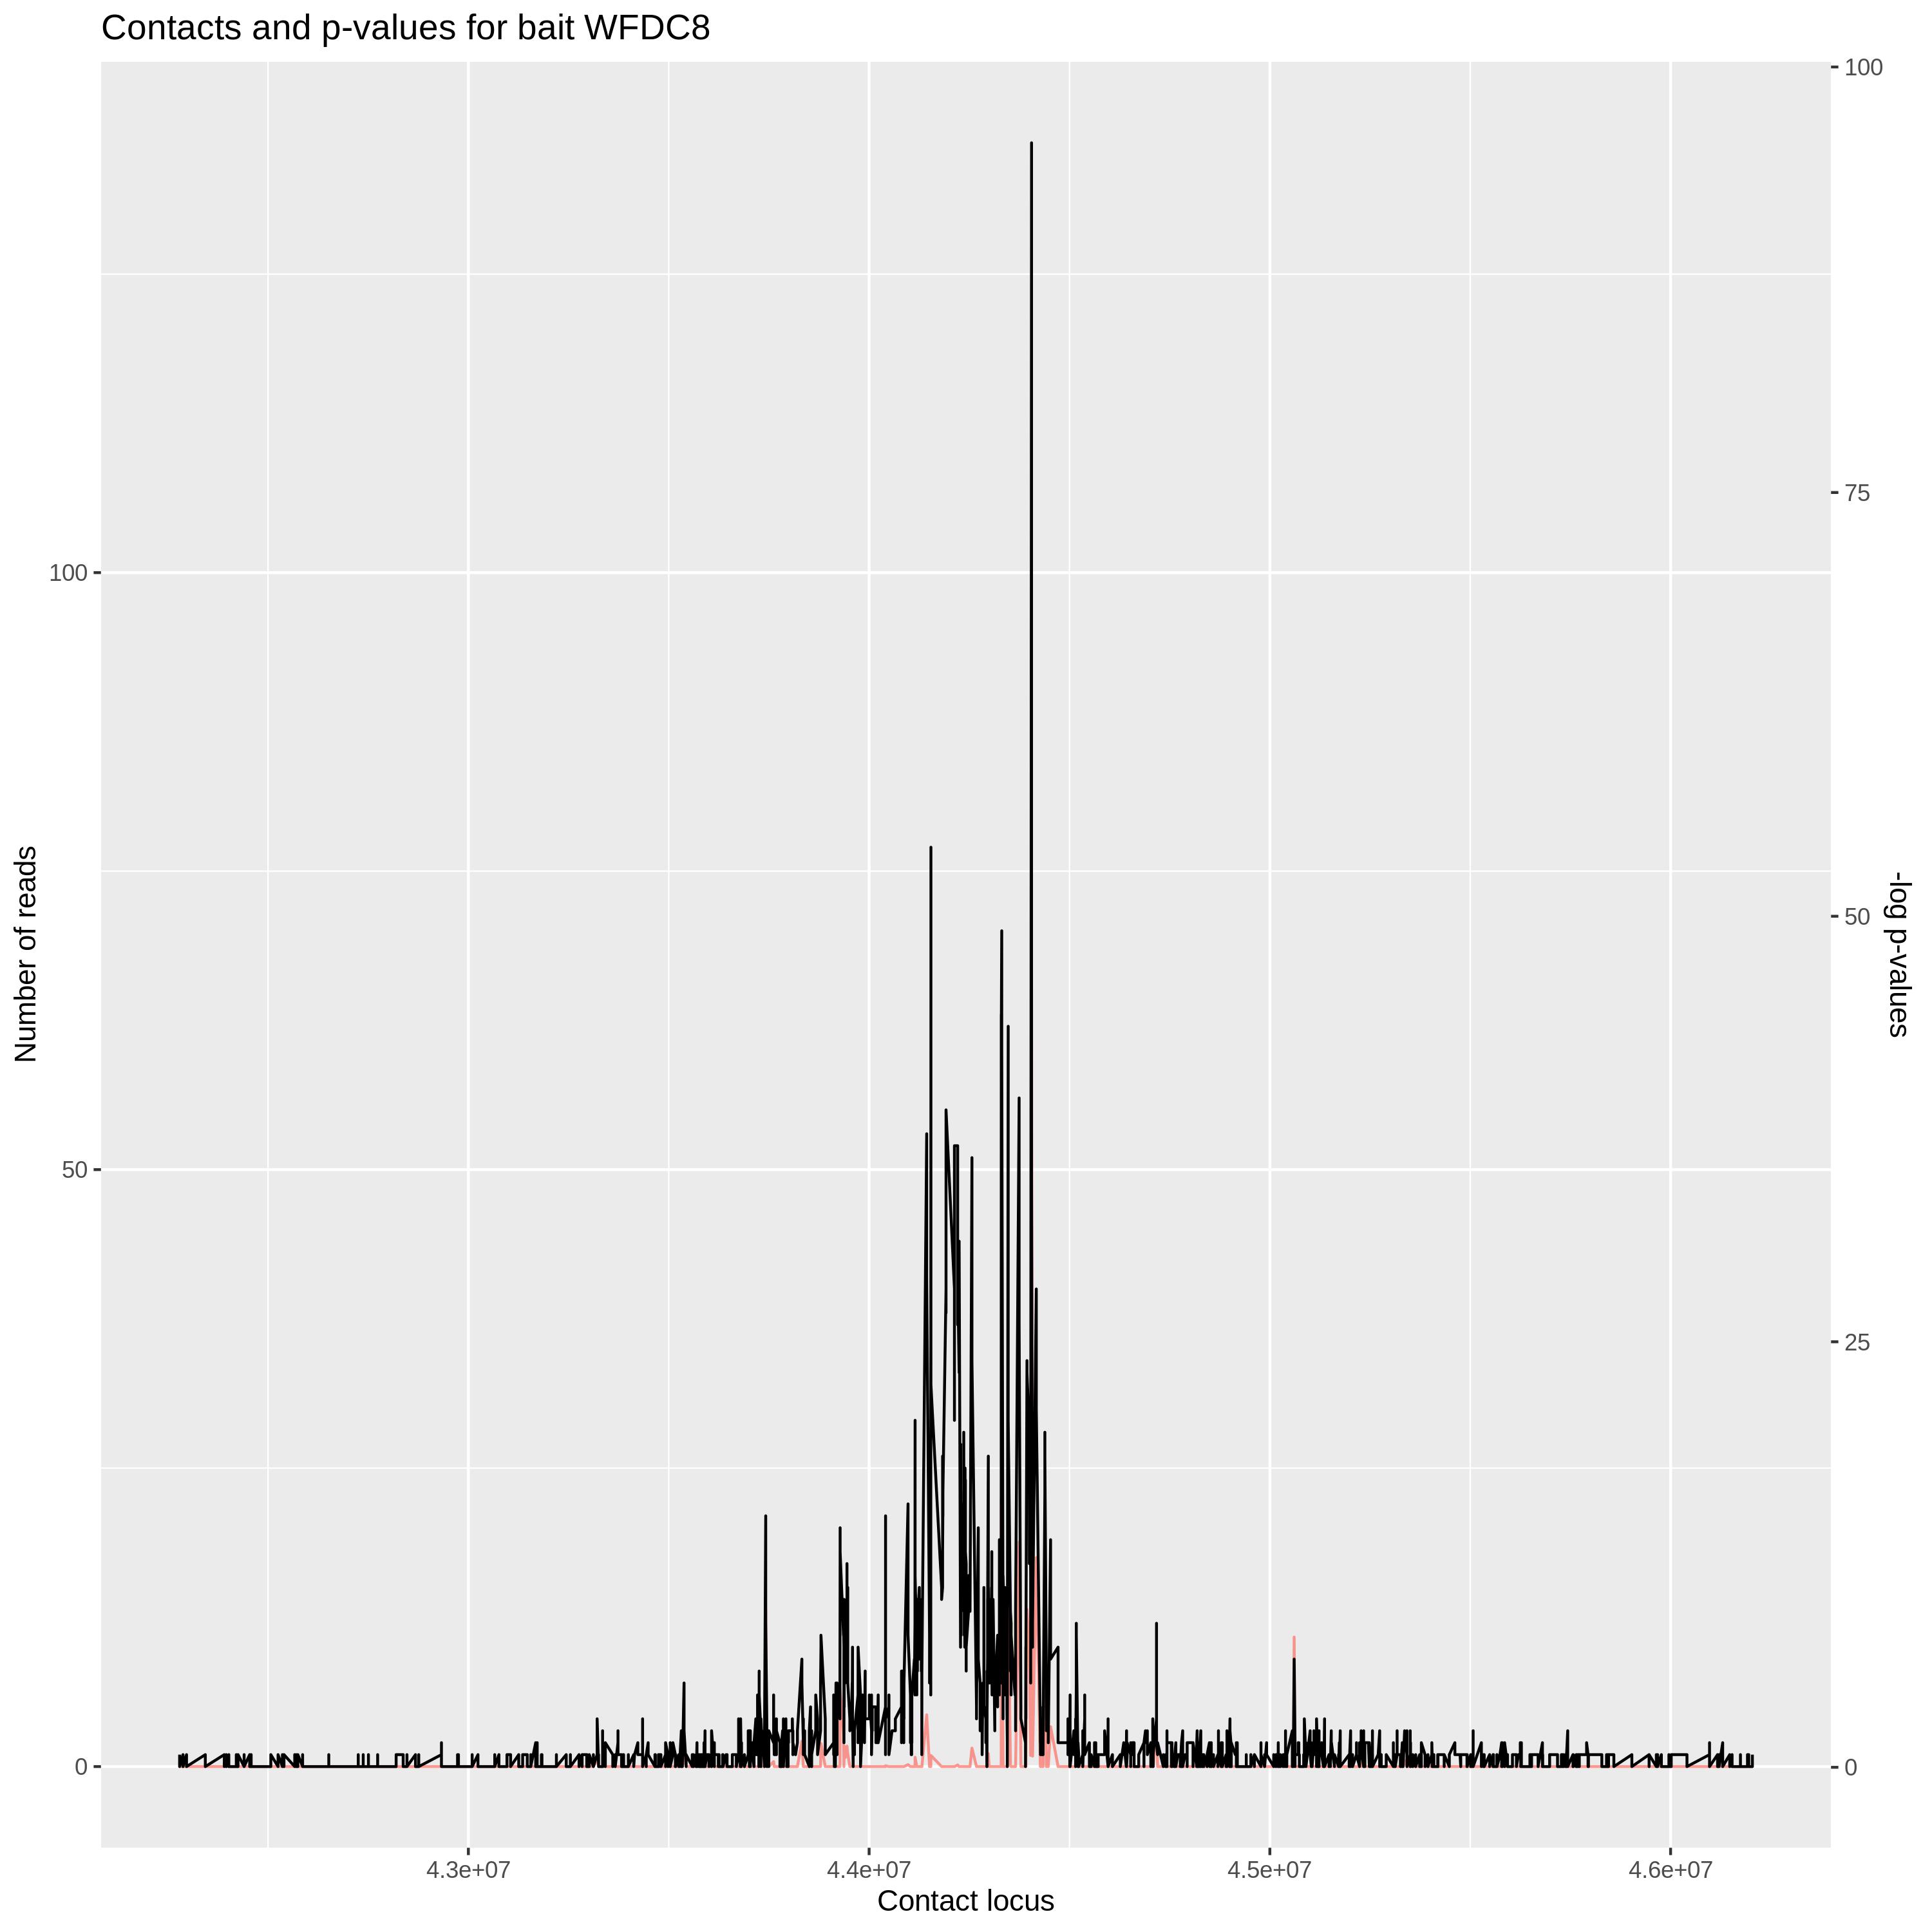 Contacts and p-values for bait WFDC8
100
75
100
50
50
25
0
0
Number of reads
-log p-values
4.3e+07
4.4e+07
4.5e+07
4.6e+07
Contact locus